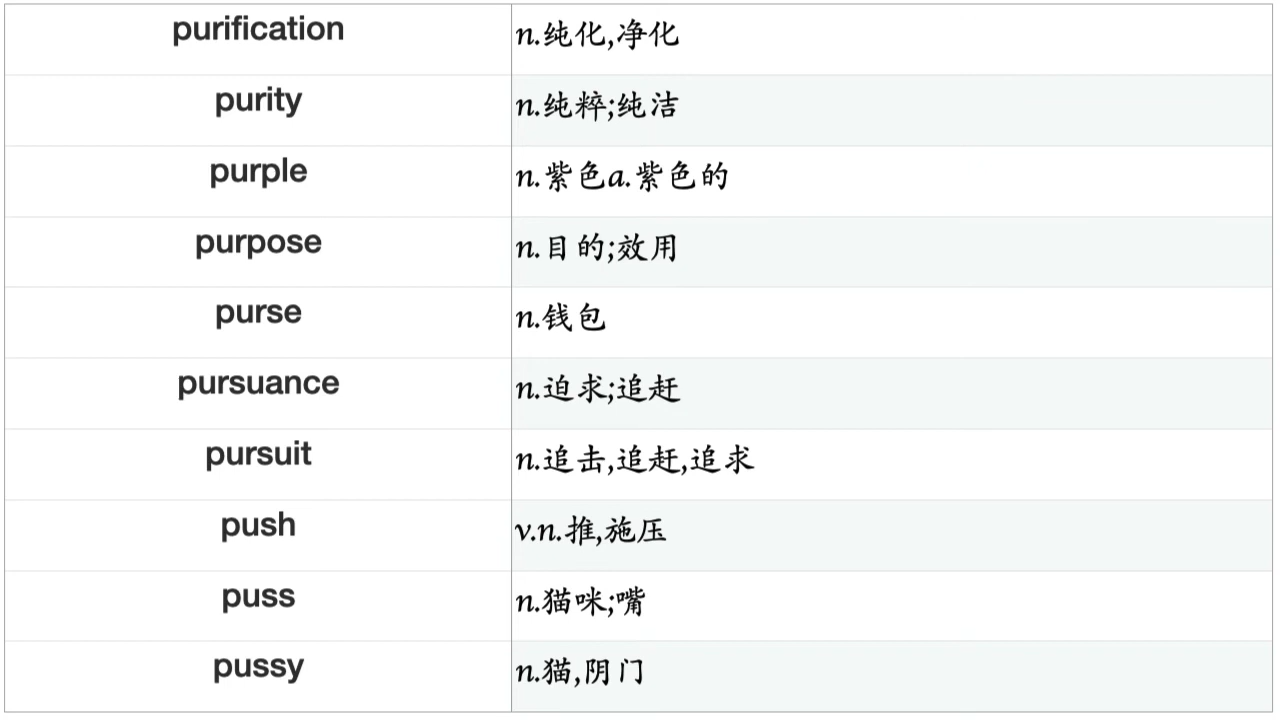 purification n.纯化,净化
purity n.纯粹;纯洁
purple n.紫色a.紫色的
purpose n.目的;效用
purse n.钱包
pursuance n.迫求;追赶
pursuit n.追击,追赶,追求
push v.n.推,施压
puss n.猫咪;嘴
pussy n.猫,阴门